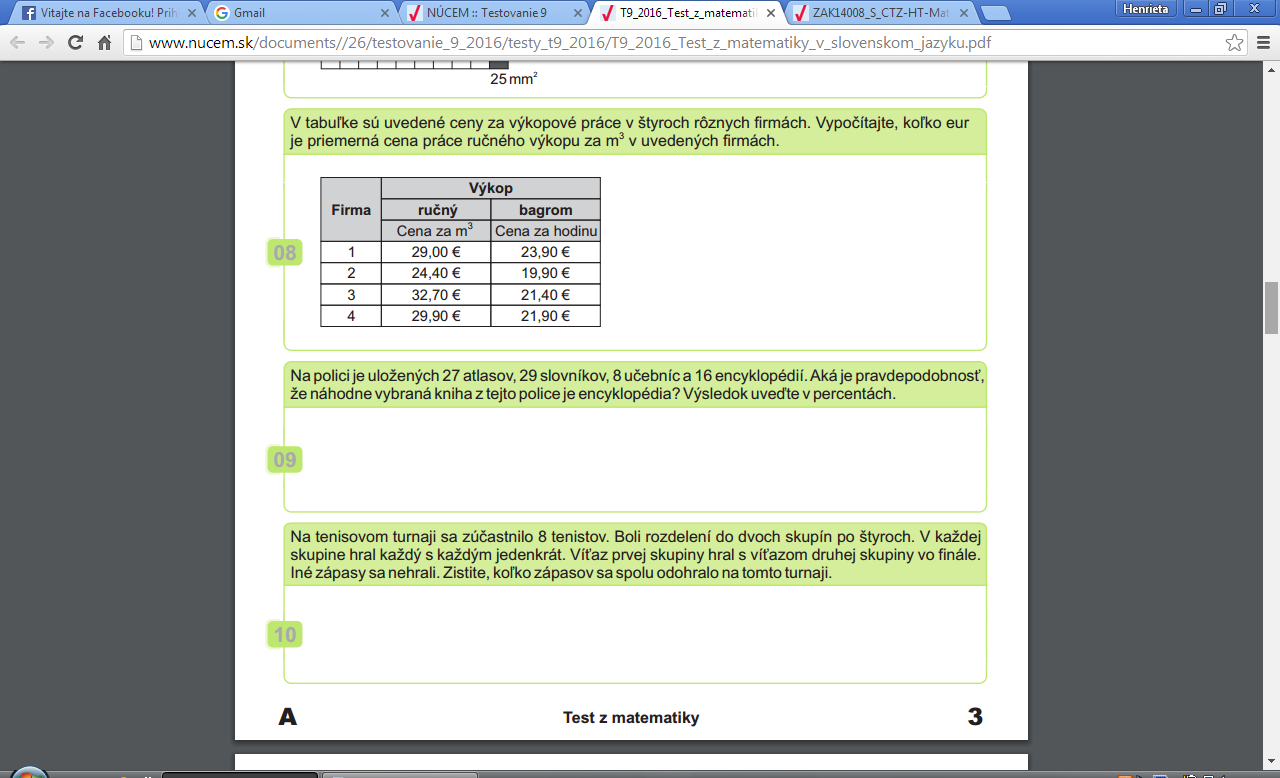 Vitajte na Facebooku! Prih
Gmail
NÚCEM :: Testovanie 9
T9_2016_Test_z_matemati
ZAK14008_S_CTZ-HT-Mat
Henrieta
www.nucem.sk/documents//26/testovanie_9_2016/testy_t9_2016/T9_2016_Test_z_matematiky_v_slovenskom_jazyku.pdf
25 mm²
V tabuľke sú uvedené ceny za výkopové práce v štyroch rôznych firmách. Vypočítajte, koľko eur
je priemerná cena práce ručného výkopu za m³ v uvedených firmách.
08
Firma Výkop
ručný bagrom
Cena za m³ Cena za hodinu
1 29,00 € 23,90 €
2 24,40 € 19,90 €
3 32,70 € 21,40 €
4 29,90 € 21,90 €
Na polici je uložených 27 atlasov, 29 slovníkov, 8 učebníc a 16 encyklopédií. Aká je pravdepodobnosť,
že náhodne vybraná kniha z tejto police je encyklopédia? Výsledok uveďte v percentách.
09
Na tenisovom turnaji sa zúčastnilo 8 tenistov. Boli rozdelení do dvoch skupín po štyroch. V každej
skupine hral každý s každým jedenkrát. Víťaz prvej skupiny hral s víťazom druhej skupiny vo finále.
Iné zápasy sa nehrali. Zistite, koľko zápasov sa spolu odohralo na tomto turnaji.
10
A Test z matematiky 3